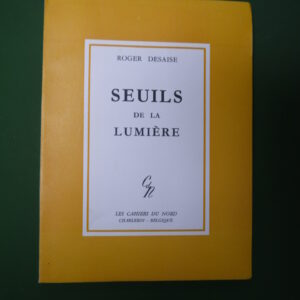 ROGER DESAISE
SEUILS
DE LA
LUMIÈRE
CN
LES CAHIERS DU NORD
CHARLEROI - BELGIQUE